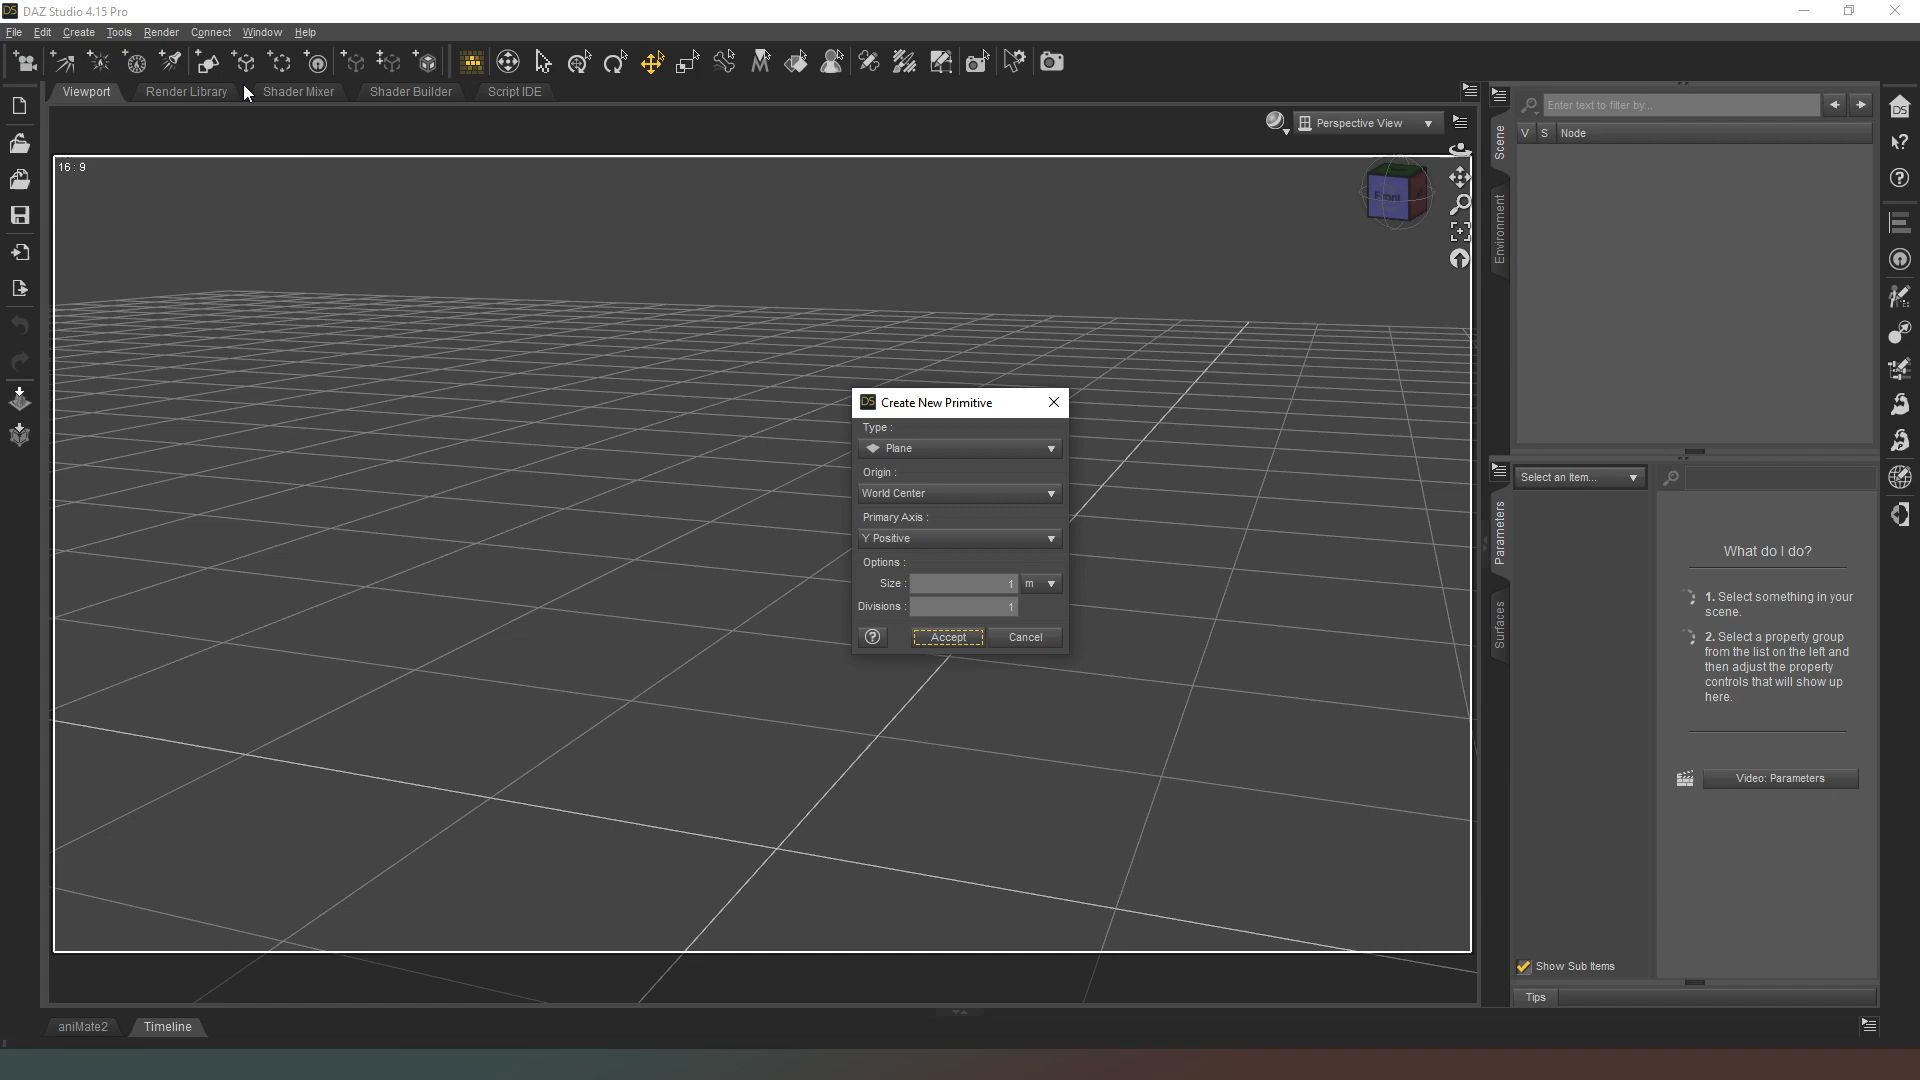 DS DAZ Studio 4.15 Pro
File Edit Create Tools Render Connect Window Help
Viewport Render Library Shader Mixer Shader Builder Script IDE
Enter text to filter by...
Perspective View
V S Node
16 : 9
Front
Scene
Environment
DS Create New Primitive
Type :
Plane
Origin :
World Center
Primary Axis :
Y Positive
Options :
Size : 1 m
Divisions : 1
Accept Cancel
Select an Item...
Parameters
Surfaces
What do I do?
1. Select something in your
scene.
2. Select a property group
from the list on the left and
then adjust the property
controls that will show up
here.
Video: Parameters
Show Sub Items
Tips
aniMate2 Timeline